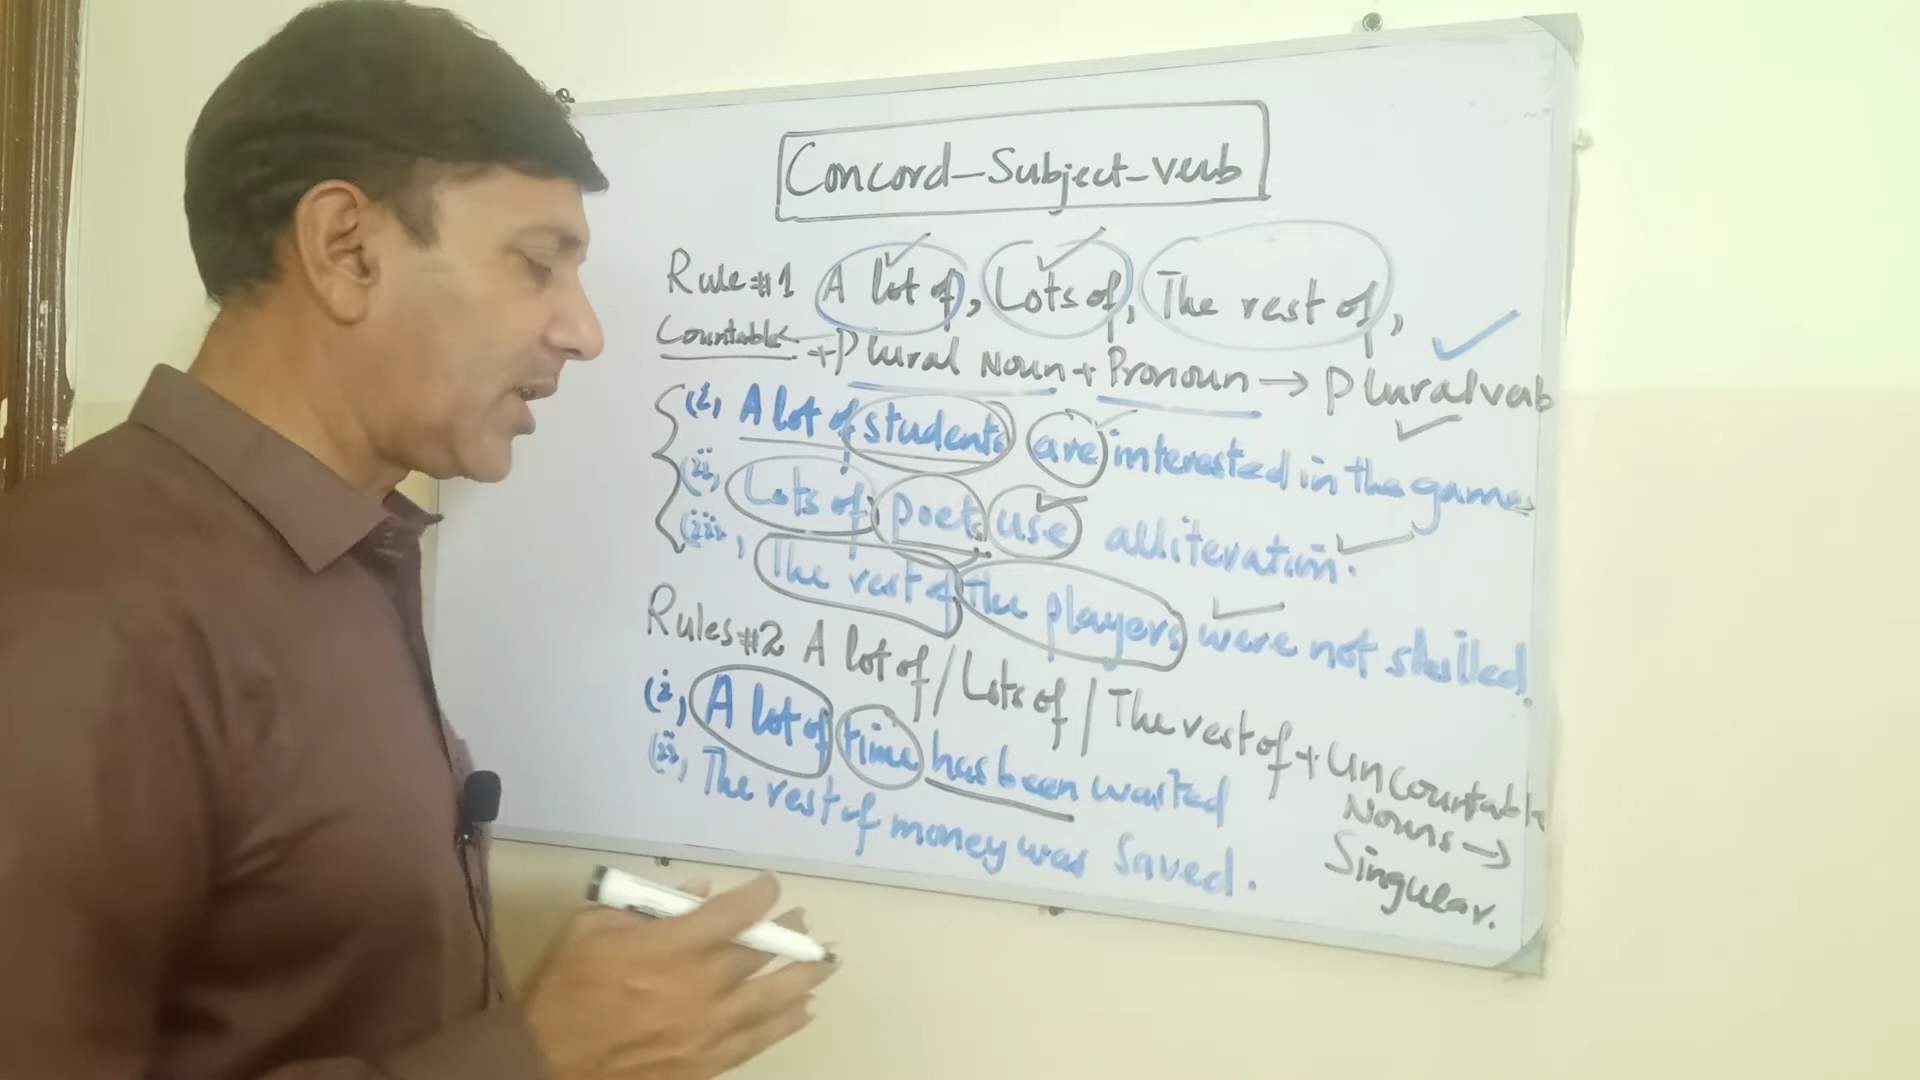 Concord-Subject-verb
Rule#1 A lot of, Lots of, The rest of,
Countable + Plural Noun + Pronoun → Plural verb
(i) A lot of students are interested in the games
(ii) Lots of poets use alliteration.
(iii) The rest of the players were not skilled.
Rules#2 A lot of / Lots of / The rest of + Uncountable
Nouns →
Singular.
(i) A lot of time has been wasted
(ii) The rest of money was saved.